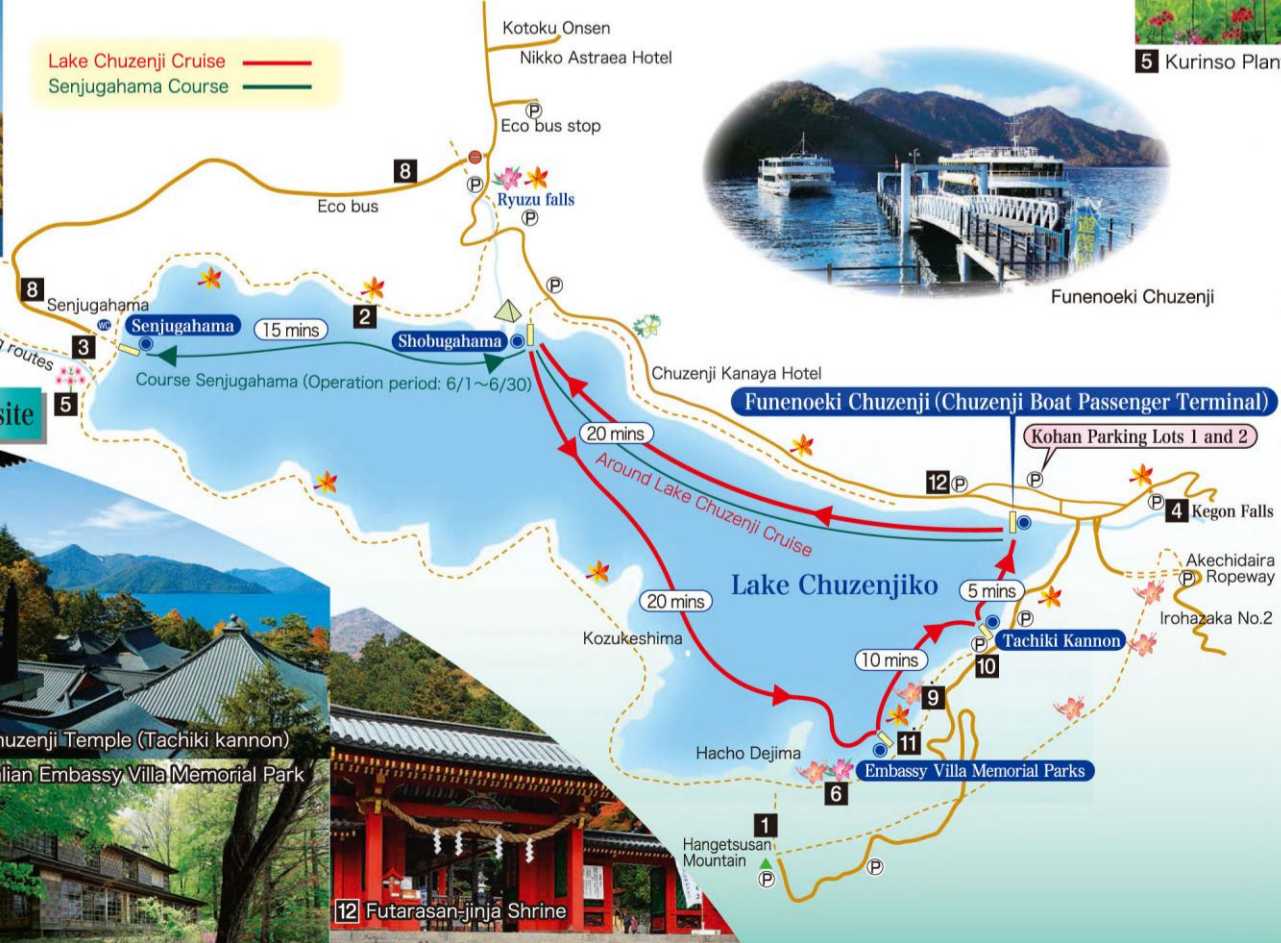 Kotoku Onsen
Nikko Astraea Hotel
Lake Chuzenji Cruise
Senjugahama Course
P
Eco bus stop
5 Kurinso
8
Eco bus
P
Ryuzu falls
P
Funenoeki Chuzenji
8
Senjugahama
WC
3
routes
5
site
Senjugahama
15 mins
2
Shobugahama
P
Course Senjugahama (Operation period: 6/1~6/30)
Chuzenji Kanaya Hotel
Funenoeki Chuzenji (Chuzenji Boat Passenger Terminal)
Kohan Parking Lots 1 and 2
20 mins
Around Lake Chuzenji Cruise
12 P
P
P
4 Kegon Falls
Akechidaira
Ropeway
P
Irohazaka No.2
Lake Chuzenjiko
20 mins
5 mins
Kozukeshima
P
Tachiki Kannon
P
10
10 mins
9
11
Hacho Dejima
Embassy Villa Memorial Parks
6
1
Hangetsusan
Mountain
P
P
huzenji Temple (Tachiki kannon)
lian Embassy Villa Memorial Park
12 Futarasan-jinja Shrine